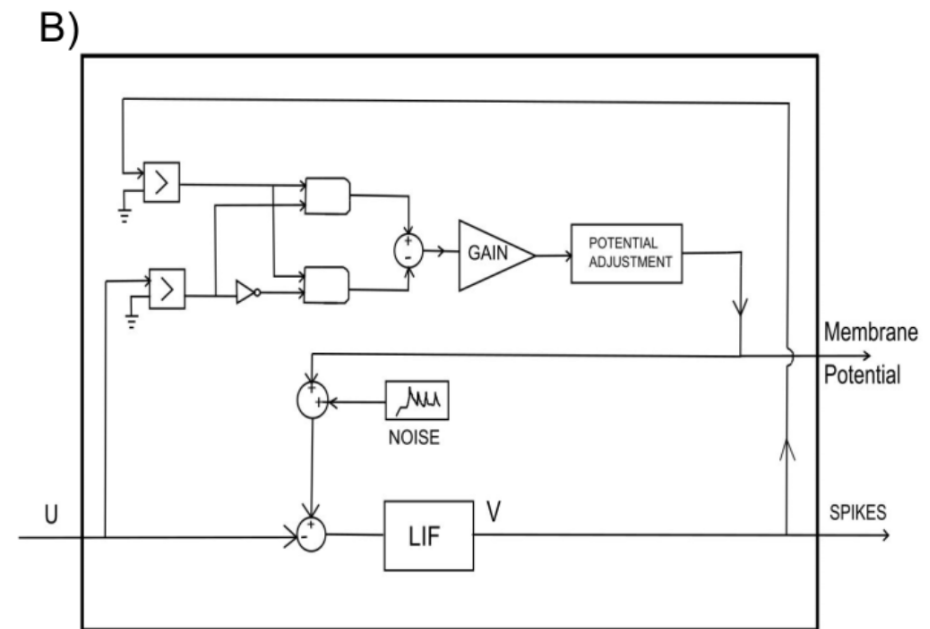 B)
>
+
-
GAIN
POTENTIAL
ADJUSTMENT
>
Membrane
Potential
+
+
NOISE
U
+
-
LIF
V
SPIKES